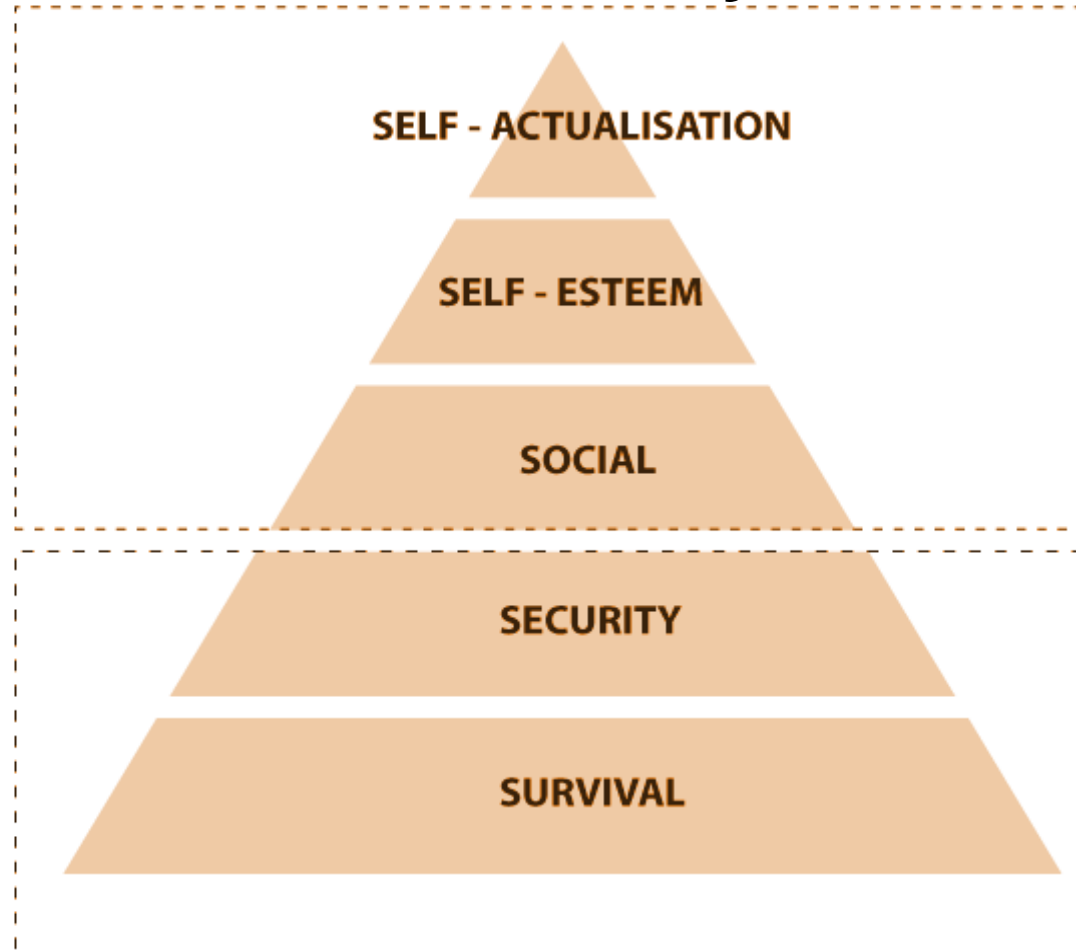 SELF - ACTUALISATION
SELF - ESTEEM
SOCIAL
SECURITY
SURVIVAL